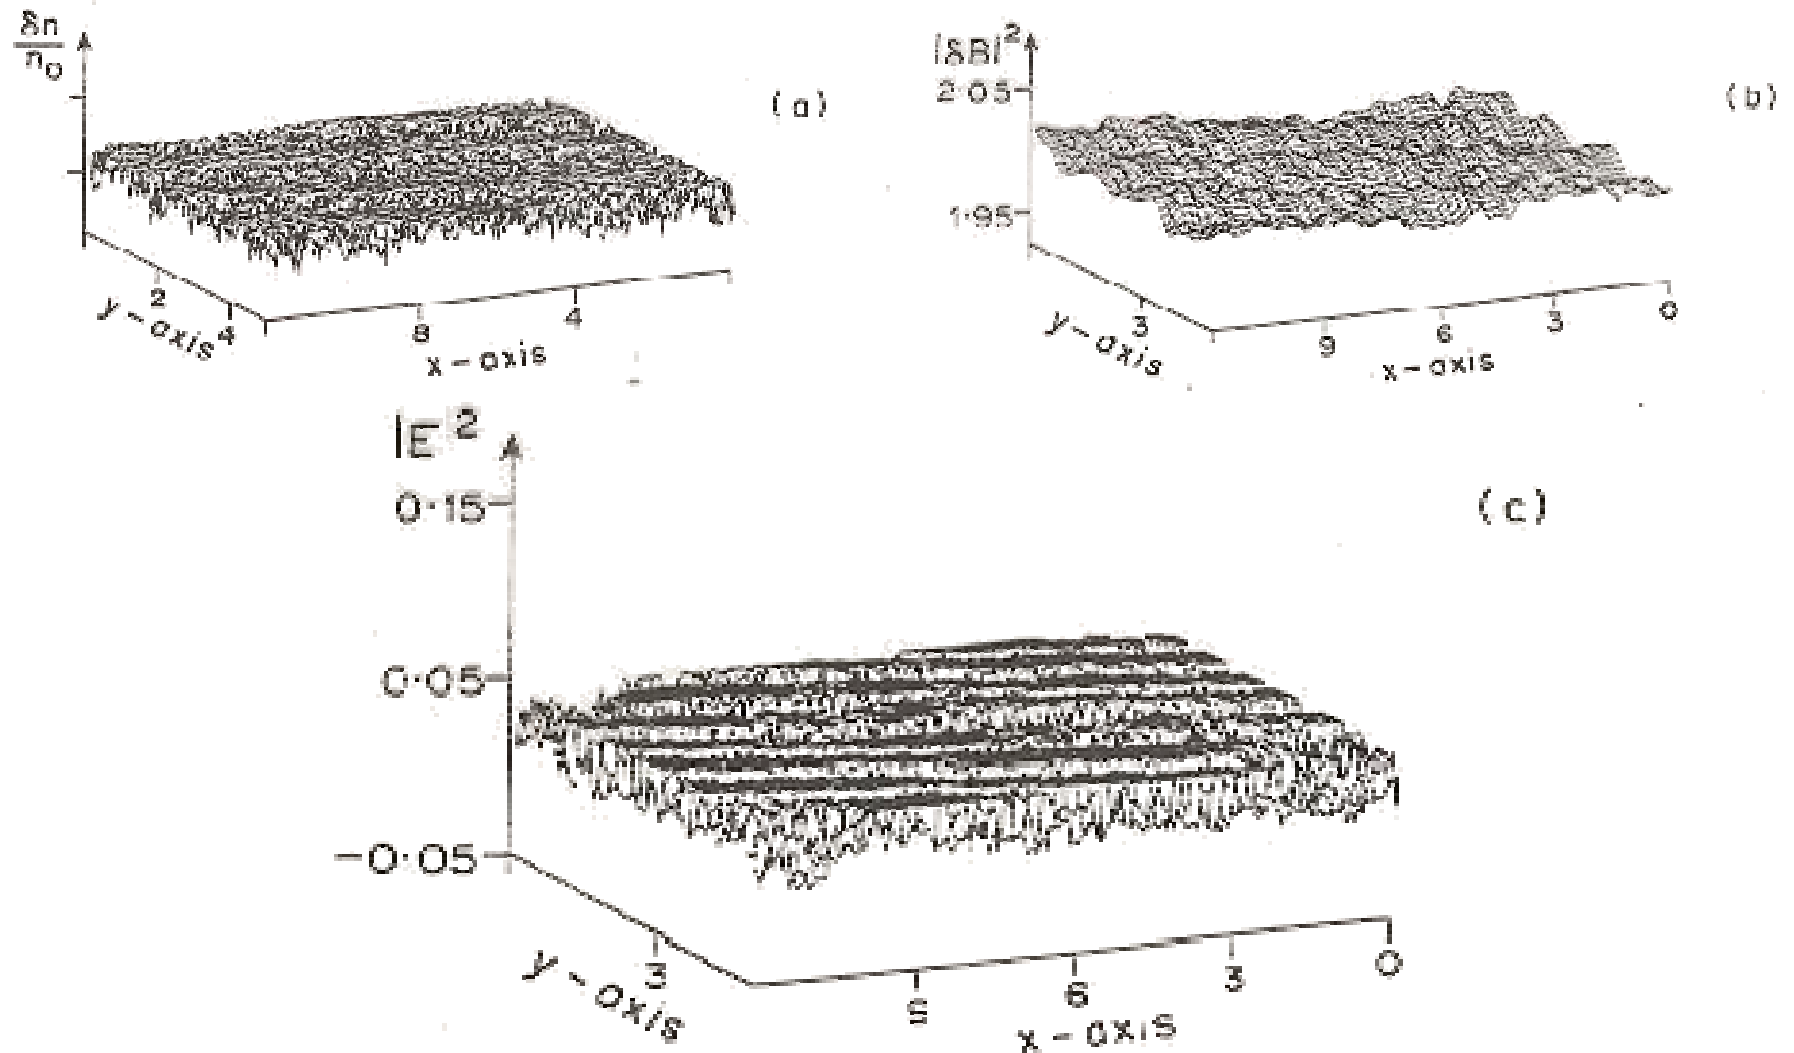 δn
n₀
(a)
2
4
y-axis
8
4
x-axis
|δB|²
2·05
1·95
(b)
3
y-axis
9
6
3
0
x-axis
|E²
0·15
0·05
-0·05
(c)
3
y-axis
6
3
0
x-axis